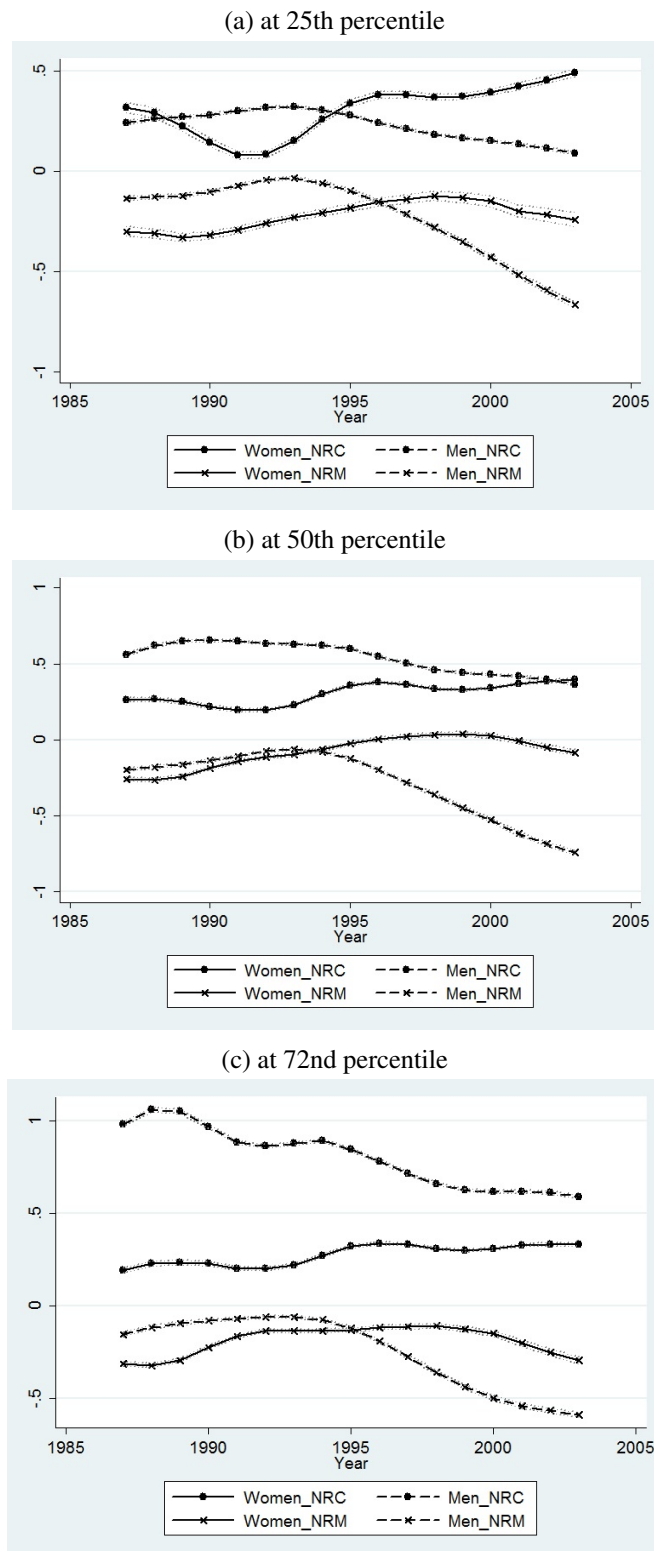 (a) at 25th percentile
.5
0
-.5
-1
1985 1990 1995 2000 2005
Year
Women_NRC Men_NRC
Women_NRM Men_NRM
(b) at 50th percentile
1
.5
0
-.5
-1
1985 1990 1995 2000 2005
Year
Women_NRC Men_NRC
Women_NRM Men_NRM
(c) at 72nd percentile
1
.5
0
-.5
1985 1990 1995 2000 2005
Year
Women_NRC Men_NRC
Women_NRM Men_NRM